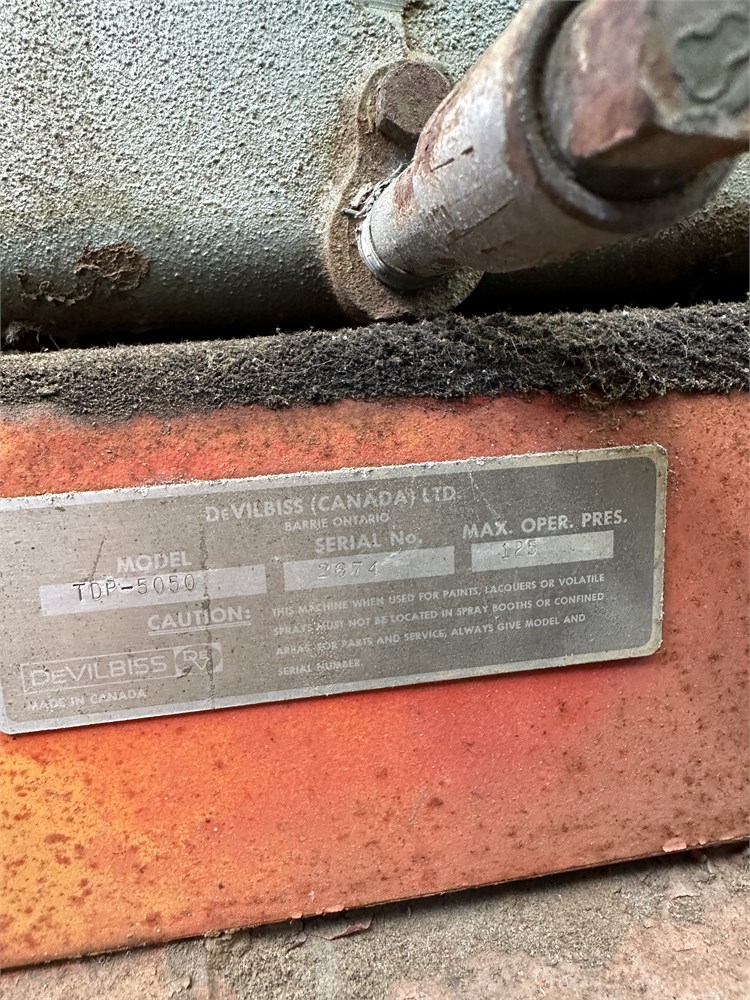 DEVILBISS (CANADA) LTD.
BARRIE ONTARIO
MODEL SERIAL No. MAX. OPER. PRES.
TDP-5050 2874 125
CAUTION: THIS MACHINE WHEN USED FOR PAINTS, LACQUERS OR VOLATILE
SPRAYS MUST NOT BE LOCATED IN SPRAY BOOTHS OR CONFINED
AREAS. FOR PARTS AND SERVICE, ALWAYS GIVE MODEL AND
SERIAL NUMBER.
DEVILBISS DEV
MADE IN CANADA